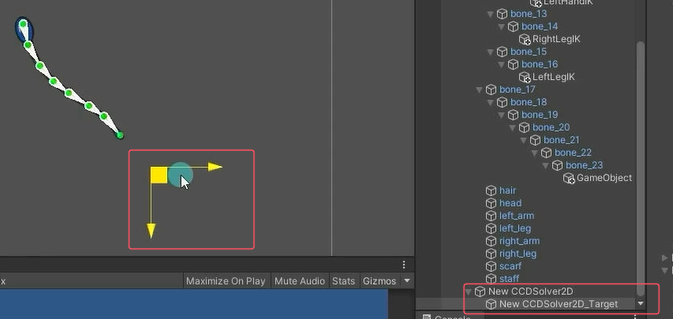 LeftHandIK
bone_13
bone_14
RightLegIK
bone_15
bone_16
LeftLegIK
bone_17
bone_18
bone_19
bone_20
bone_21
bone_22
bone_23
GameObject
hair
head
left_arm
left_leg
right_arm
right_leg
scarf
staff
x Maximize On Play Mute Audio Stats Gizmos
New CCDSolver2D
New CCDSolver2D_Target
Console